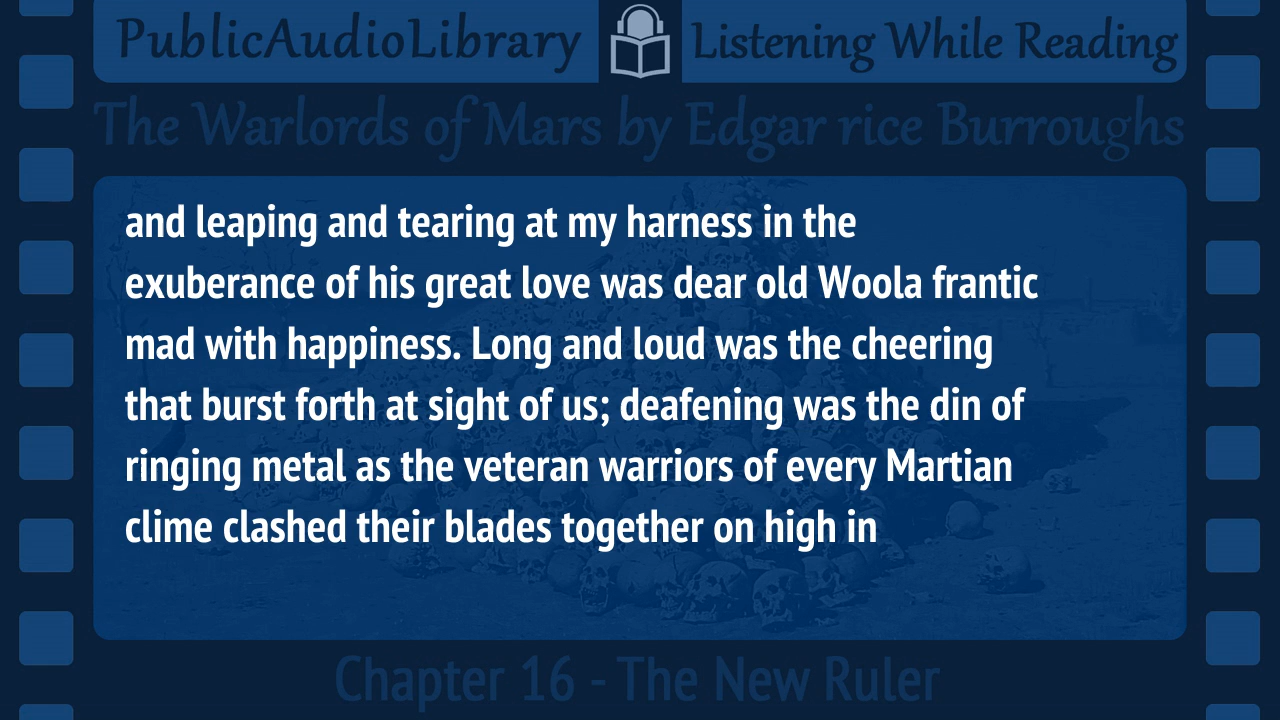 PublicAudioLibrary Listening While Reading
The Warlords of Mars by Edgar rice Burroughs
and leaping and tearing at my harness in the
exuberance of his great love was dear old Woola frantic
mad with happiness. Long and loud was the cheering
that burst forth at sight of us; deafening was the din of
ringing metal as the veteran warriors of every Martian
clime clashed their blades together on high in
Chapter 16 - The New Ruler